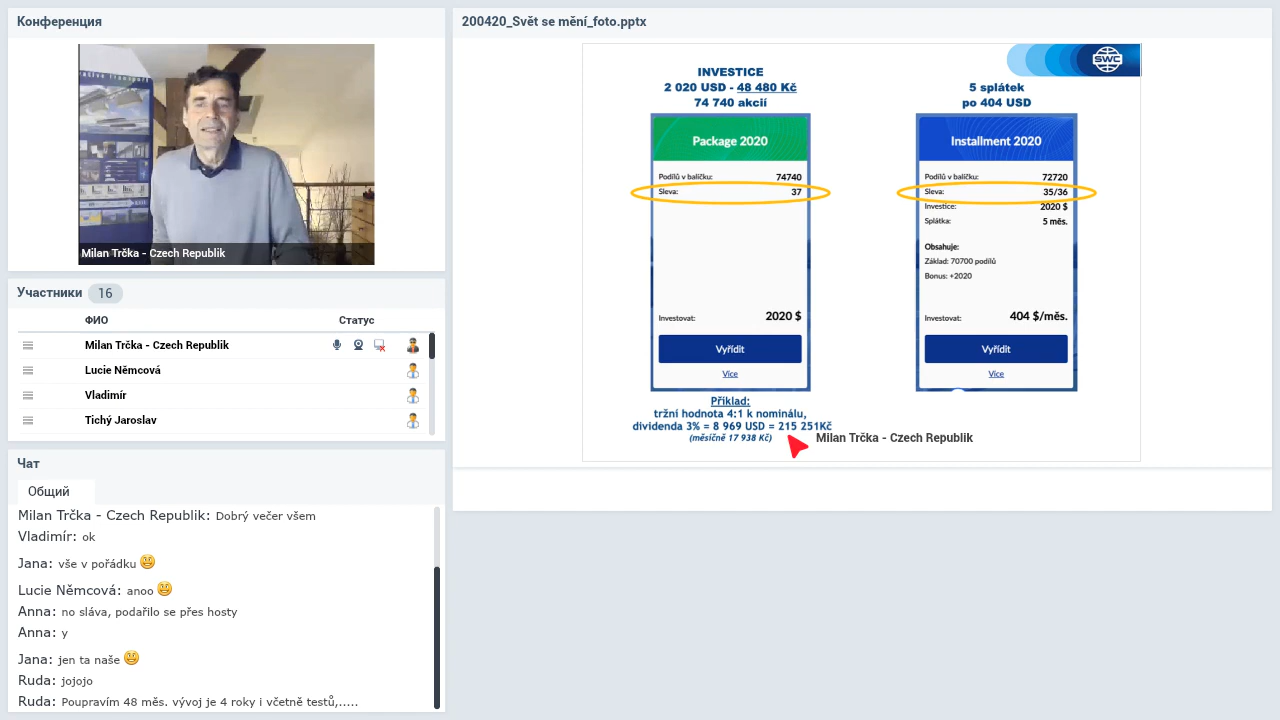 Конференция
Milan Trčka - Czech Republik
Участники 16
ФИО Статус
Milan Trčka - Czech Republik
Lucie Němcová
Vladimír
Tichý Jaroslav
Чат
Общий
Milan Trčka - Czech Republik: Dobrý večer všem
Vladimír: ok
Jana: vše v pořádku
Lucie Němcová: anoo
Anna: no sláva, podařilo se přes hosty
Anna: y
Jana: jen ta naše
Ruda: jojojo
Ruda: Poupravím 48 měs. vývoj je 4 roky i včetně testů,.....
200420_Svět se mění_foto.pptx
SWC
INVESTICE
2 020 USD - 48 480 Kč
74 740 akcií
Package 2020
Podílů v balíčku: 74740
Sleva: 37
Investovat: 2020 $
Vyřídit
Více
Příklad:
tržní hodnota 4:1 k nominálu,
dividenda 3% = 8 969 USD = 215 251Kč
(měsíčně 17 938 Kč)
5 splátek
po 404 USD
Installment 2020
Podílů v balíčku: 72720
Sleva: 35/36
Investice: 2020 $
Splátka: 5 měs.
Obsahuje:
Základ: 70700 podílů
Bonus: +2020
Investovat: 404 $/měs.
Vyřídit
Více
Milan Trčka - Czech Republik